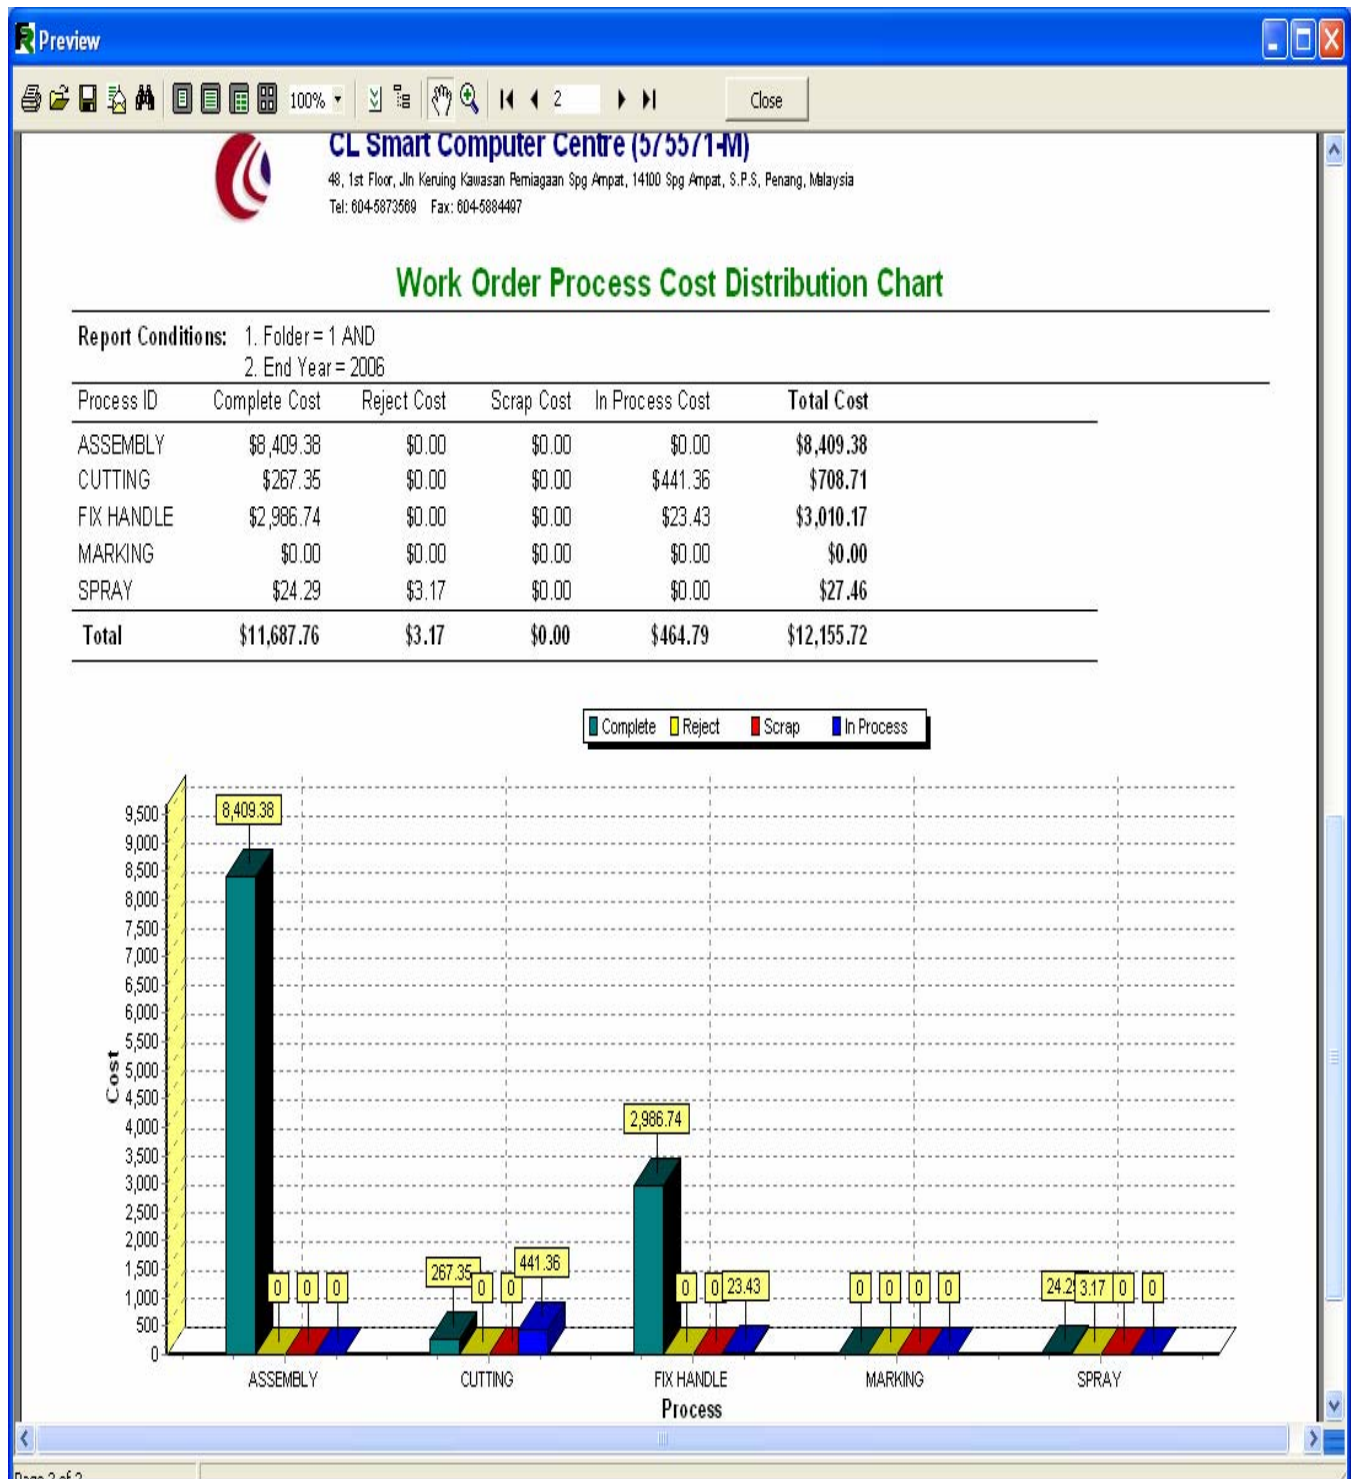 Preview
100%
2
Close
CL Smart Computer Centre (575571-M)
48, 1st Floor, Jln Keruing Kawasan Perniagaan Spg Ampat, 14100 Spg Ampat, S.P.S, Penang, Malaysia
Tel: 604-5873569 Fax: 604-5884497
Work Order Process Cost Distribution Chart
Report Conditions: 1. Folder = 1 AND
2. End Year = 2006
Process ID Complete Cost Reject Cost Scrap Cost In Process Cost Total Cost
ASSEMBLY $8,409.38 $0.00 $0.00 $0.00 $8,409.38
CUTTING $267.35 $0.00 $0.00 $441.36 $708.71
FIX HANDLE $2,986.74 $0.00 $0.00 $23.43 $3,010.17
MARKING $0.00 $0.00 $0.00 $0.00 $0.00
SPRAY $24.29 $3.17 $0.00 $0.00 $27.46
Total $11,687.76 $3.17 $0.00 $464.79 $12,155.72
Complete Reject Scrap In Process
9,500
9,000
8,500
8,000
7,500
7,000
6,500
6,000
5,500
5,000
4,500
4,000
3,500
3,000
2,500
2,000
1,500
1,000
500
0
Cost
8,409.38 0 0 0
267.35 0 0 441.36
2,986.74 0 0 23.43
0 0 0 0
24.29 3.17 0 0
ASSEMBLY CUTTING FIX HANDLE MARKING SPRAY
Process